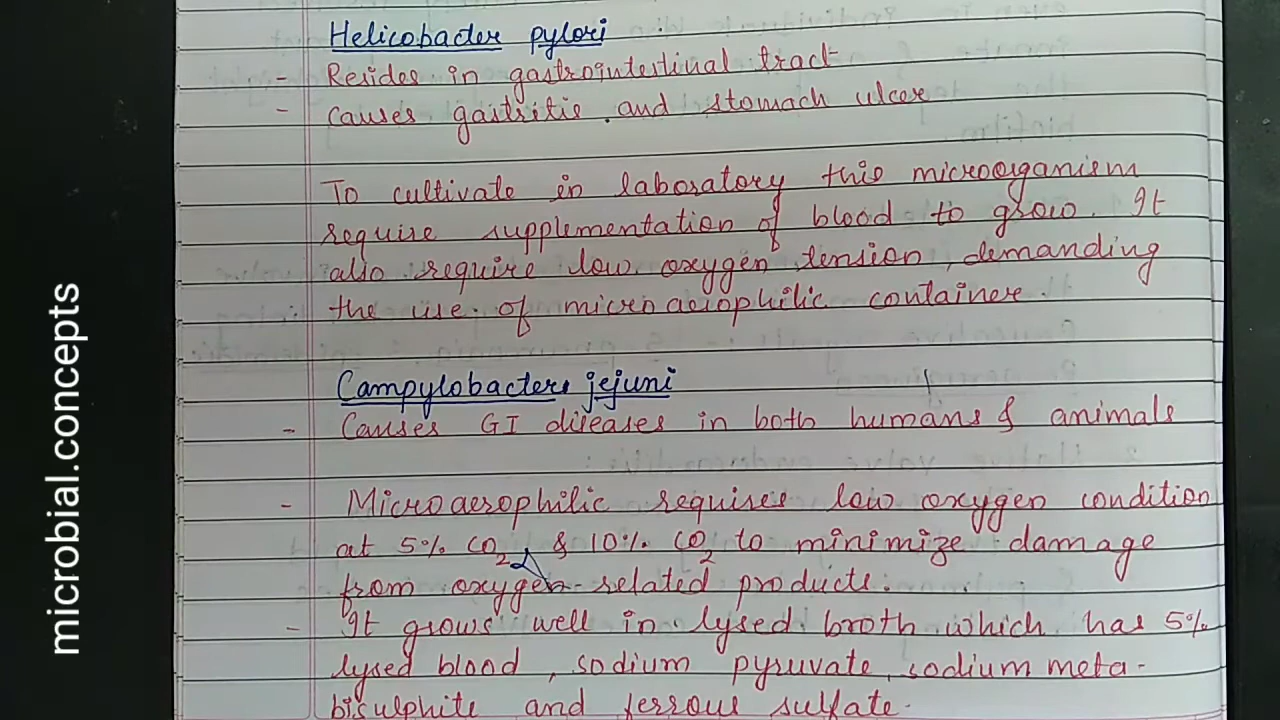 Helicobacter pylori
- Resides in gastrointestinal tract
- causes gastritis and stomach ulcer
To cultivate in laboratory this microorganism
require supplementation of blood to grow. It
also require low oxygen tension, demanding
the use of microaerophilic container.
Campylobacter jejuni
- Causes GI diseases in both humans & animals
- Microaerophilic requires low oxygen condition
at 5% CO2, & 10% CO2 to minimize damage
from oxygen-related products.
- It grows well in lysed broth which has 5%
lysed blood, sodium pyruvate, sodium meta-
bisulphite and ferrous sulfate.
microbial.concepts